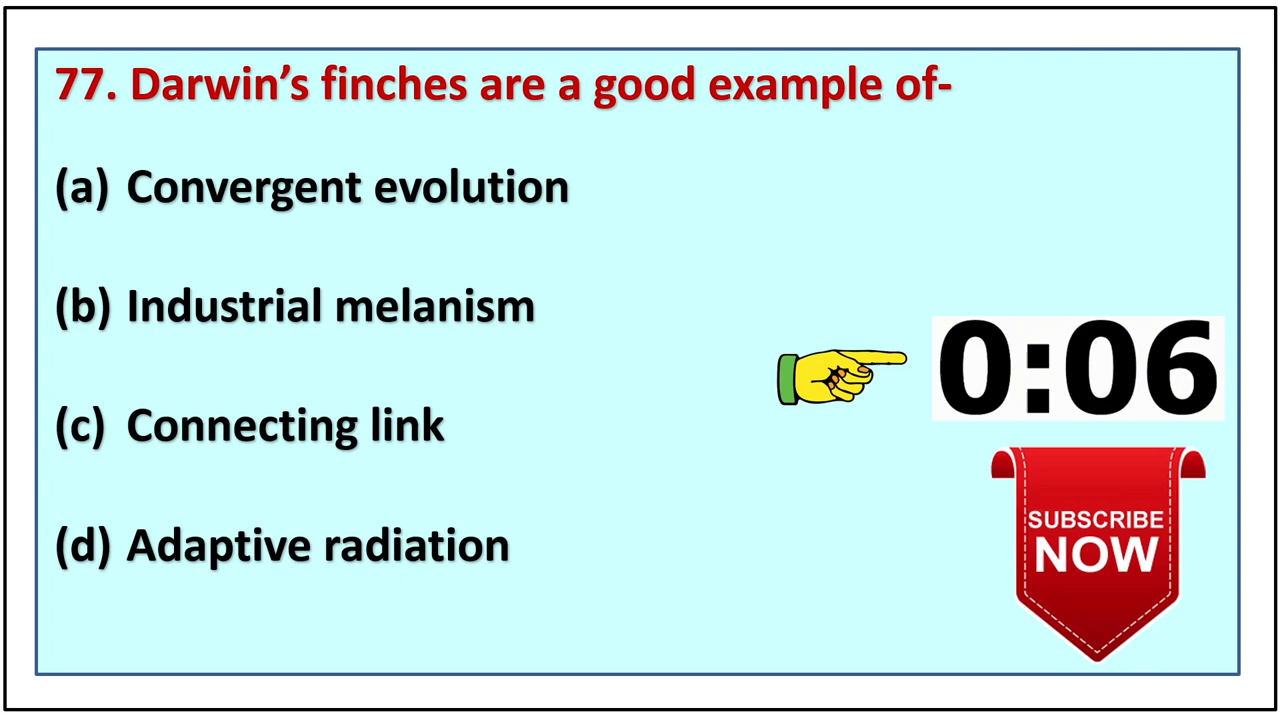 77. Darwin’s finches are a good example of-
(a) Convergent evolution
(b) Industrial melanism
(c) Connecting link
(d) Adaptive radiation
0:06
SUBSCRIBE
NOW